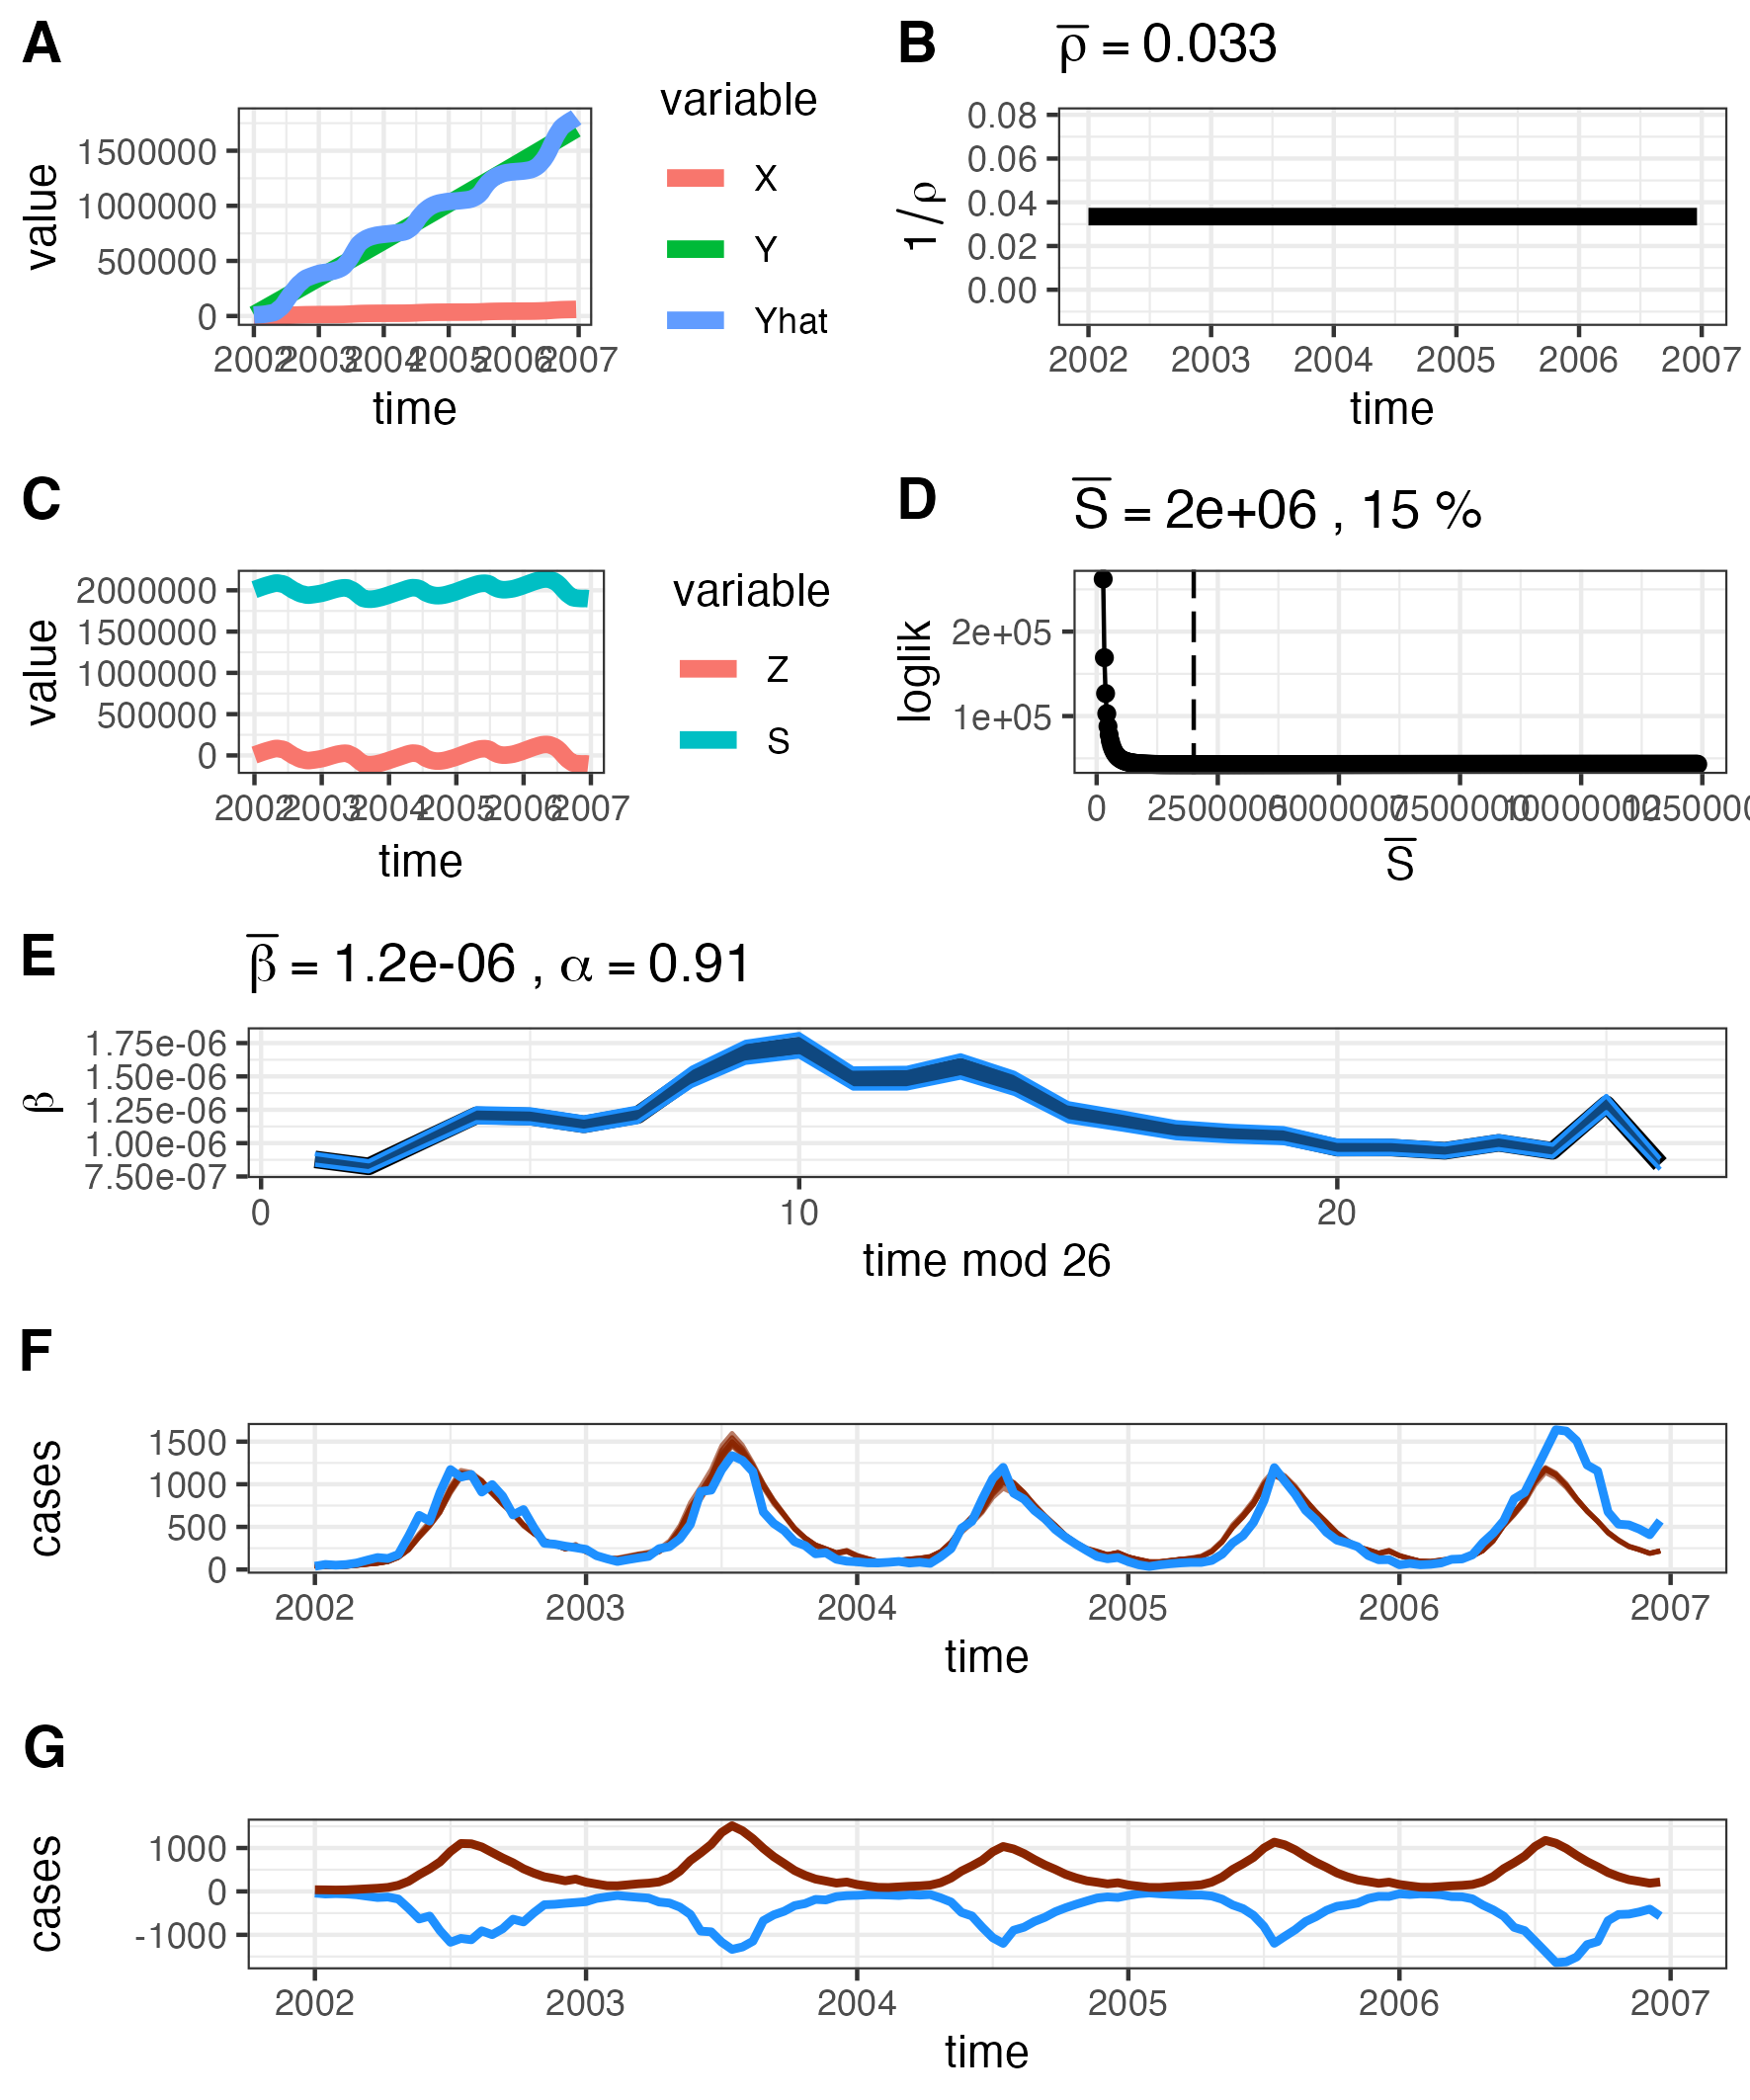 A
variable
value
1500000
1000000
500000
0
X
Y
Yhat
2002 2003 2004 2005 2006 2007
time
B
ρ̅ = 0.033
1/ρ
0.08
0.06
0.04
0.02
0.00
2002 2003 2004 2005 2006 2007
time
C
variable
value
2000000
1500000
1000000
500000
0
Z
S
2002 2003 2004 2005 2006 2007
time
D
S̅ = 2e+06 , 15 %
loglik
2e+05
1e+05
0 2500000 5000000 7500000 10000000 12500000
S̅
E
β̅ = 1.2e-06 , α = 0.91
β
1.75e-06
1.50e-06
1.25e-06
1.00e-06
7.50e-07
0 10 20
time mod 26
F
cases
1500
1000
500
0
2002 2003 2004 2005 2006 2007
time
G
cases
1000
0
-1000
2002 2003 2004 2005 2006 2007
time